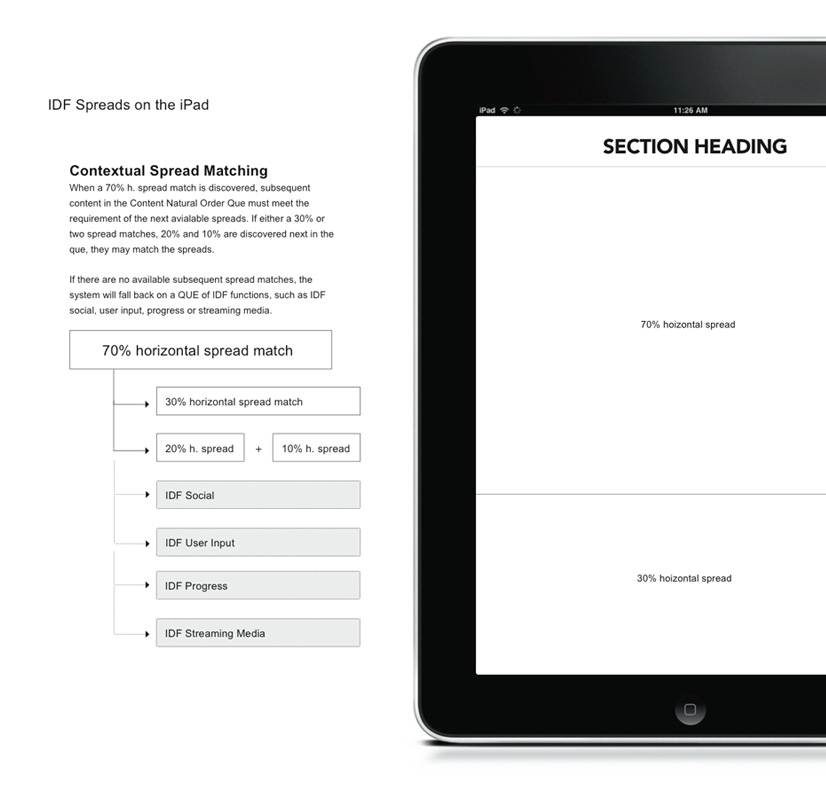 IDF Spreads on the iPad
Contextual Spread Matching
When a 70% h. spread match is discovered, subsequent
content in the Content Natural Order Que must meet the
requirement of the next avialable spreads. If either a 30% or
two spread matches, 20% and 10% are discovered next in the
que, they may match the spreads.
If there are no available subsequent spread matches, the
system will fall back on a QUE of IDF functions, such as IDF
social, user input, progress or streaming media.
70% horizontal spread match
30% horizontal spread match
20% h. spread + 10% h. spread
IDF Social
IDF User Input
IDF Progress
IDF Streaming Media
iPad 11:26 AM
SECTION HEADING
70% hoizontal spread
30% hoizontal spread